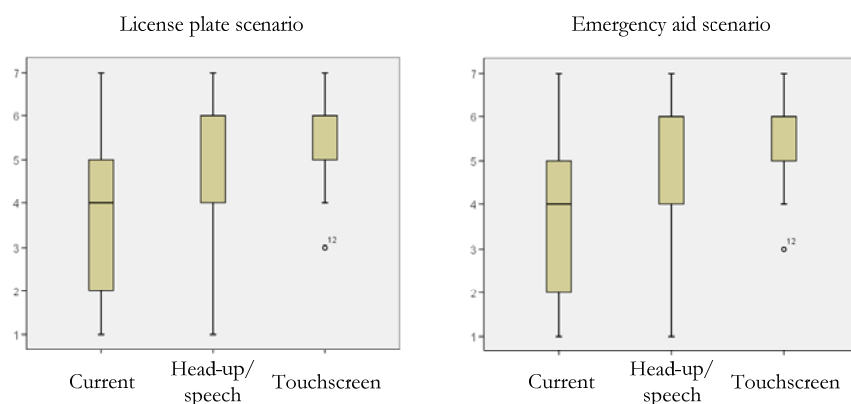 License plate scenario
7
6
5
4
3
2
1
12
Current
Head-up/
speech
Touchscreen
Emergency aid scenario
7
6
5
4
3
2
1
12
Current
Head-up/
speech
Touchscreen